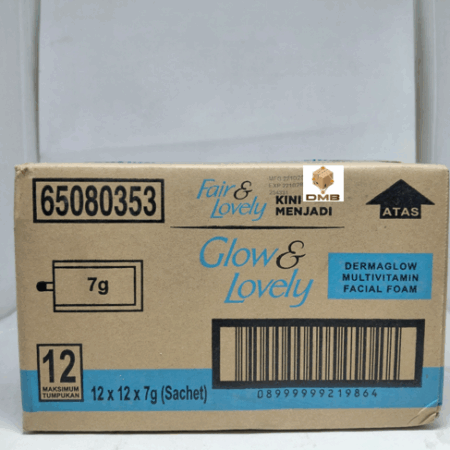 65080353
Fair &
Lovely
KINI
MENJADI
DMB
ATAS
Glow &
Lovely
DERMAGLOW
MULTIVITAMIN
FACIAL FOAM
7g
12
MAKSIMUM
TUMPUKAN
12 x 12 x 7g (Sachet)
08999999219864